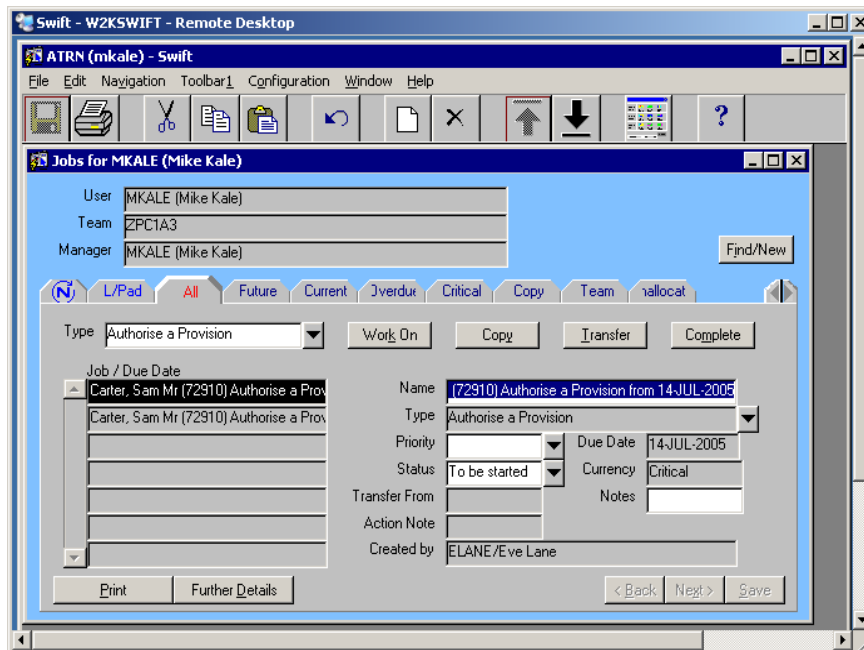 Swift - W2KSWIFT - Remote Desktop
ATRN (mkale) - Swift
File Edit Navigation Toolbar1 Configuration Window Help
?
Jobs for MKALE (Mike Kale)
User MKALE (Mike Kale)
Team ZPC1A3
Manager MKALE (Mike Kale)
Find/New
N L/Pad All Future Current Overdue Critical Copy Team nallocat
Type Authorise a Provision Work On Copy Transfer Complete
Job / Due Date
Carter, Sam Mr (72910) Authorise a Prov
Name (72910) Authorise a Provision from 14-JUL-2005
Carter, Sam Mr (72910) Authorise a Prov
Type Authorise a Provision
Priority Due Date 14-JUL-2005
Status To be started Currency Critical
Transfer From Notes
Action Note
Created by ELANE/Eve Lane
Print Further Details < Back Next > Save